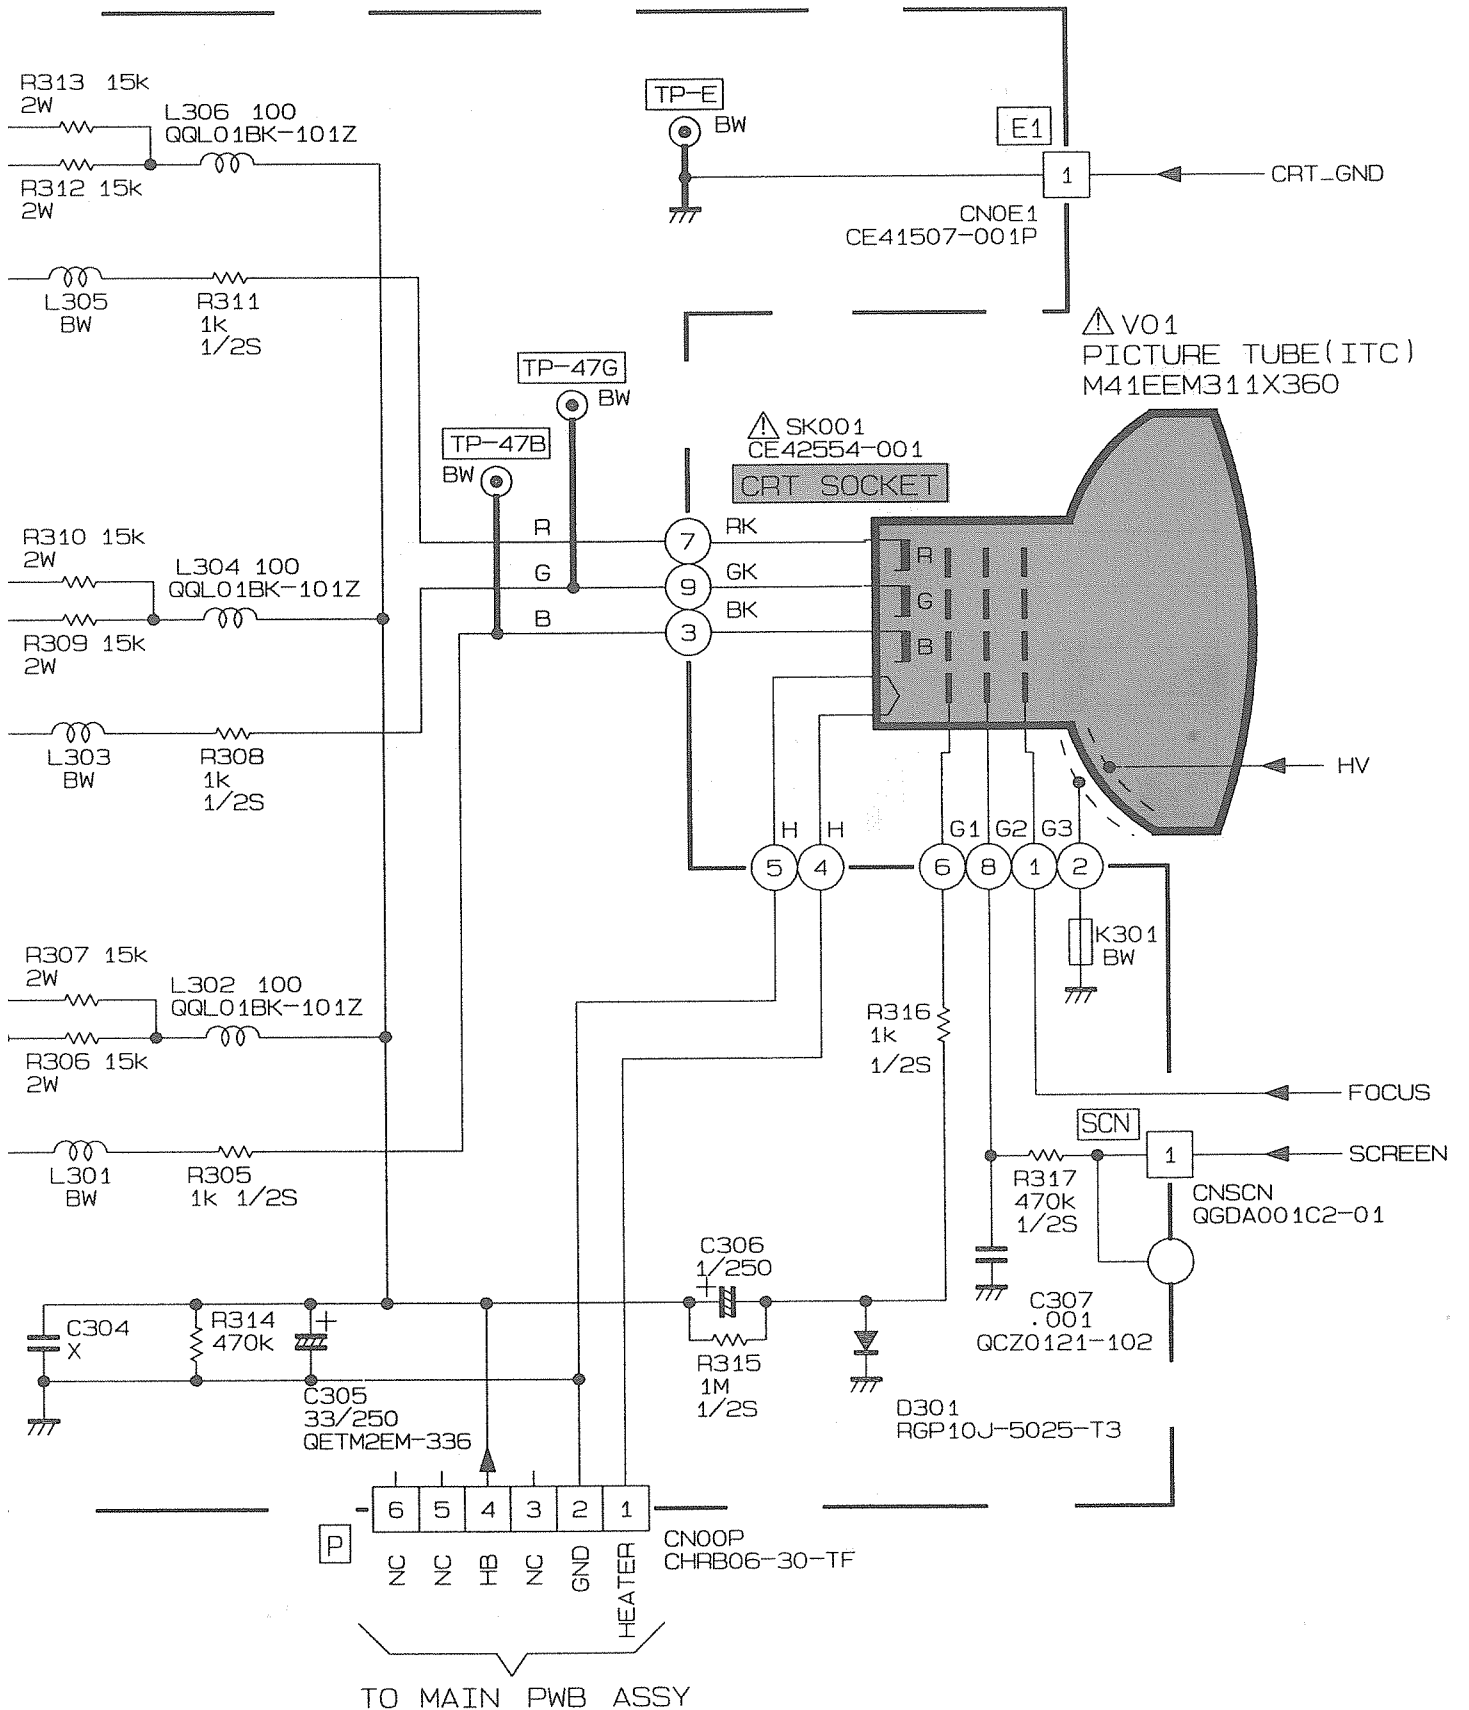 R313 15k
2W
L306 100
QQL01BK-101Z
R312 15k
2W
TP-E
BW
E1
1
CRT_GND
CN0E1
CE41507-001P
L305
BW
R311
1k
1/2S
V01
PICTURE TUBE(ITC)
M41EEM311X360
TP-47G
BW
TP-47B
BW
SK001
CE42554-001
CRT SOCKET
R310 15k
2W
L304 100
QQL01BK-101Z
R309 15k
2W
R
7
RK
R
G
9
GK
G
B
3
BK
B
L303
BW
R308
1k
1/2S
HV
H
H
G1
G2
G3
5
4
6
8
1
2
K301
BW
R307 15k
2W
L302 100
QQL01BK-101Z
R306 15k
2W
R316
1k
1/2S
FOCUS
SCN
1
SCREEN
L301
BW
R305
1k 1/2S
R317
470k
1/2S
CNSCN
QGDA001C2-01
C306
1/250
+
C304
X
R314
470k
+
C305
33/250
QETM2EM-336
R315
1M
1/2S
C307
.001
QCZ0121-102
D301
RGP10J-5025-T3
P
6
5
4
3
2
1
CN00P
CHRB06-30-TF
NC
NC
HB
NC
GND
HEATER
TO MAIN PWB ASSY